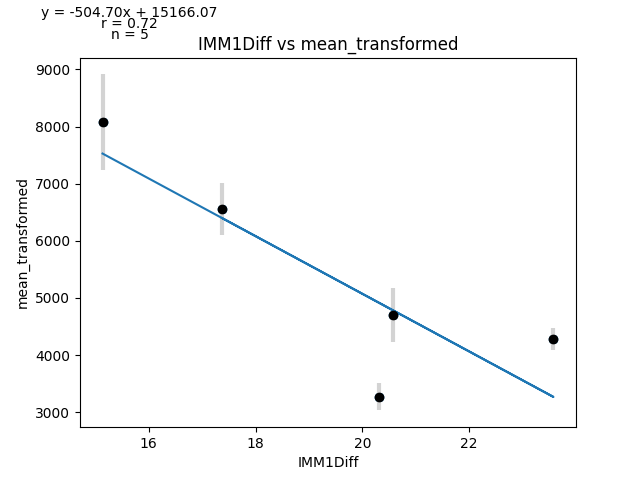 y = -504.70x + 15166.07
r = 0.72
n = 5
IMM1Diff vs mean_transformed
9000
8000
7000
6000
5000
4000
3000
mean_transformed
16
18
20
22
IMM1Diff